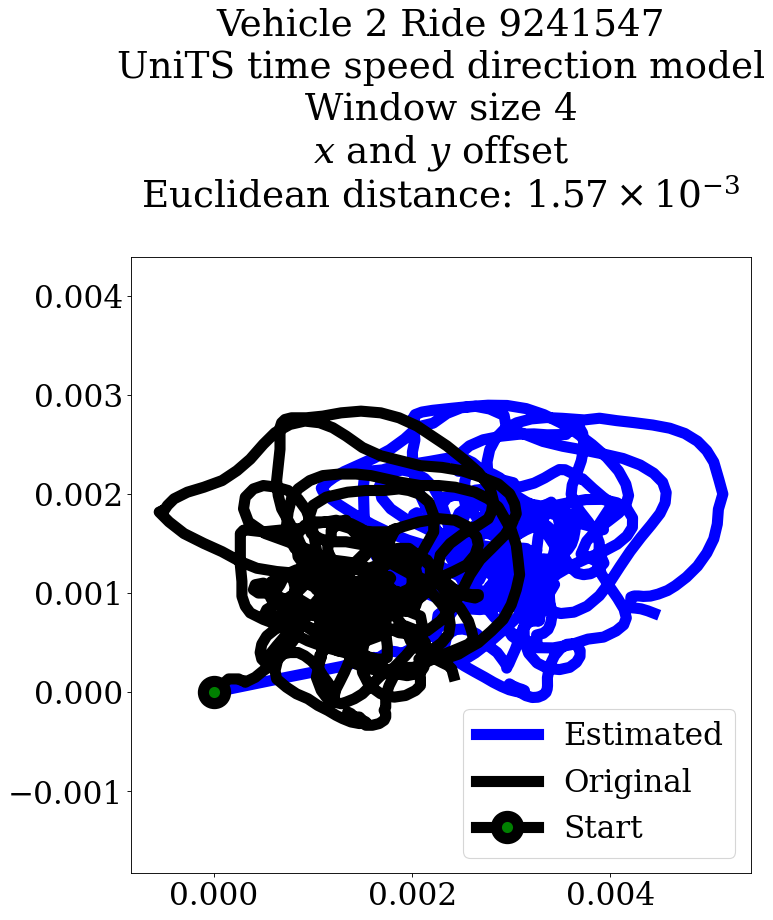 Vehicle 2 Ride 9241547
UniTS time speed direction model
Window size 4
x and y offset
Euclidean distance: 1.57 × 10⁻³
0.004
0.003
0.002
0.001
0.000
−0.001
Estimated
Original
Start
0.000 0.002 0.004